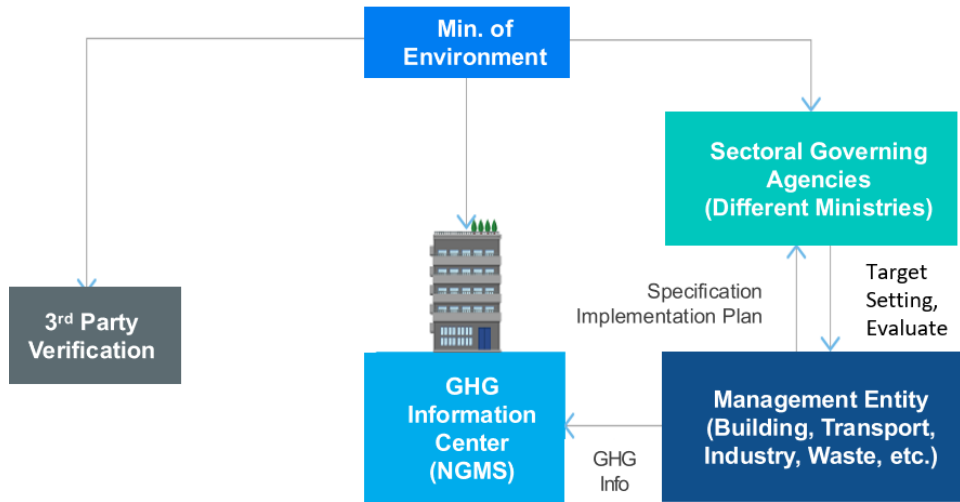 Min. of
Environment
Sectoral Governing
Agencies
(Different Ministries)
3rd Party
Verification
Specification
Implementation Plan
Target
Setting,
Evaluate
GHG
Information
Center
(NGMS)
GHG
Info
Management Entity
(Building, Transport,
Industry, Waste, etc.)